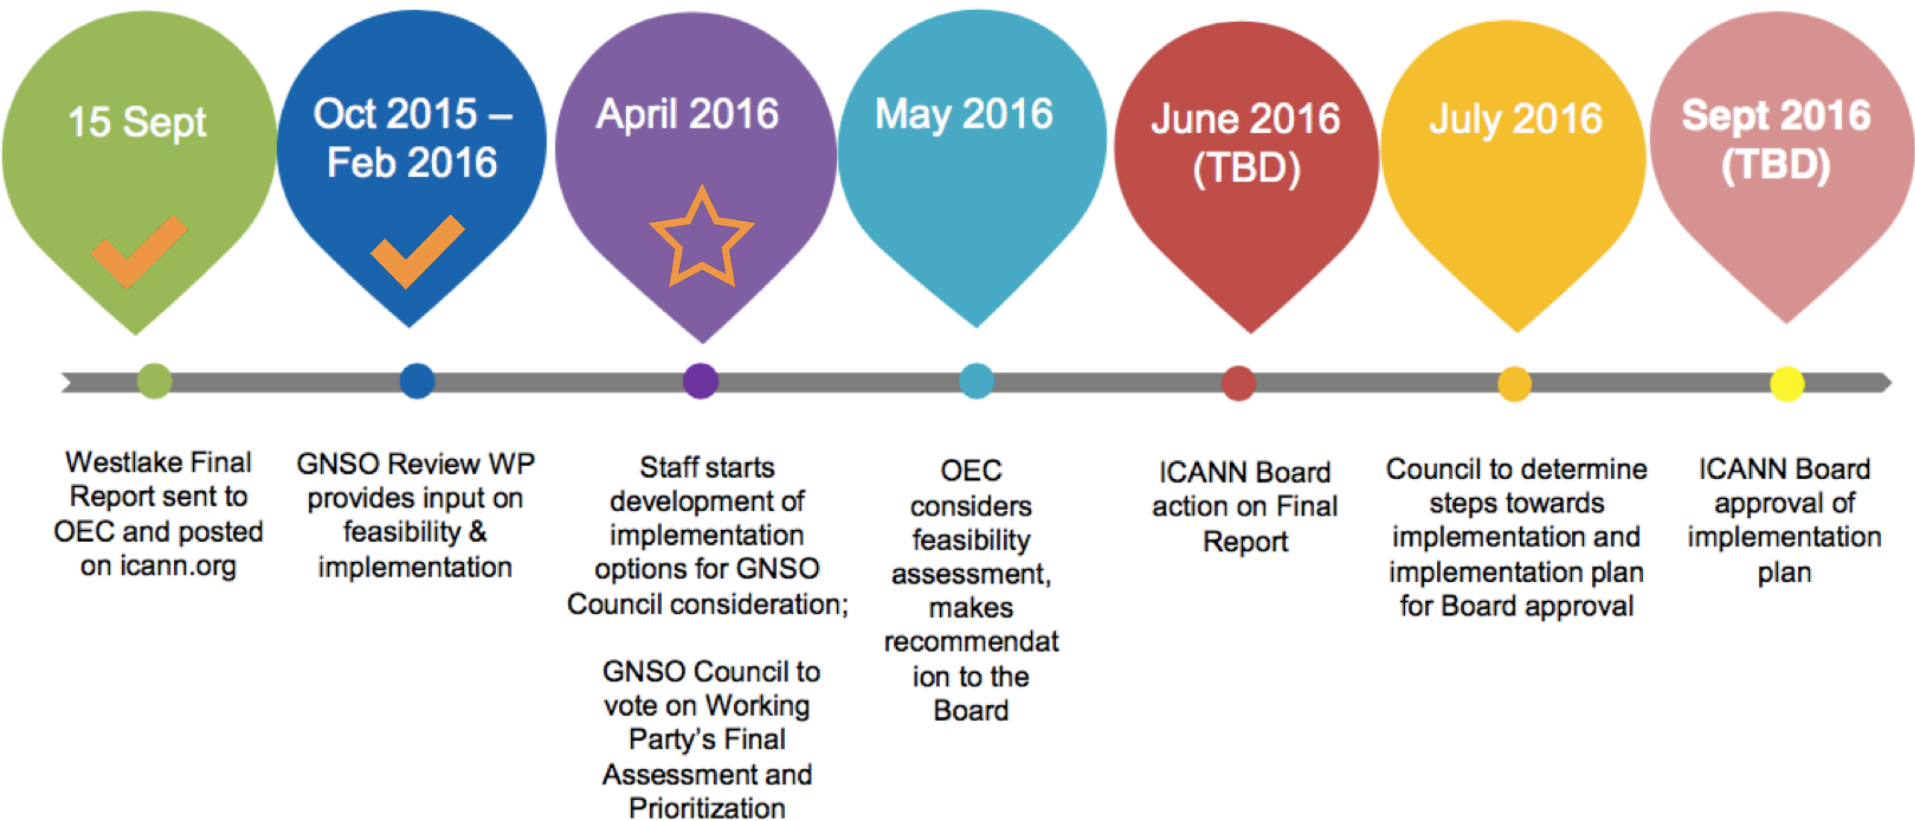 15 Sept
Oct 2015 –
Feb 2016
April 2016
May 2016
June 2016
(TBD)
July 2016
Sept 2016
(TBD)
Westlake Final
Report sent to
OEC and posted
on icann.org
GNSO Review WP
provides input on
feasibility &
implementation
Staff starts
development of
implementation
options for GNSO
Council consideration;
GNSO Council to
vote on Working
Party's Final
Assessment and
Prioritization
OEC
considers
feasibility
assessment,
makes
recommendat
ion to the
Board
ICANN Board
action on Final
Report
Council to determine
steps towards
implementation and
implementation plan
for Board approval
ICANN Board
approval of
implementation
plan